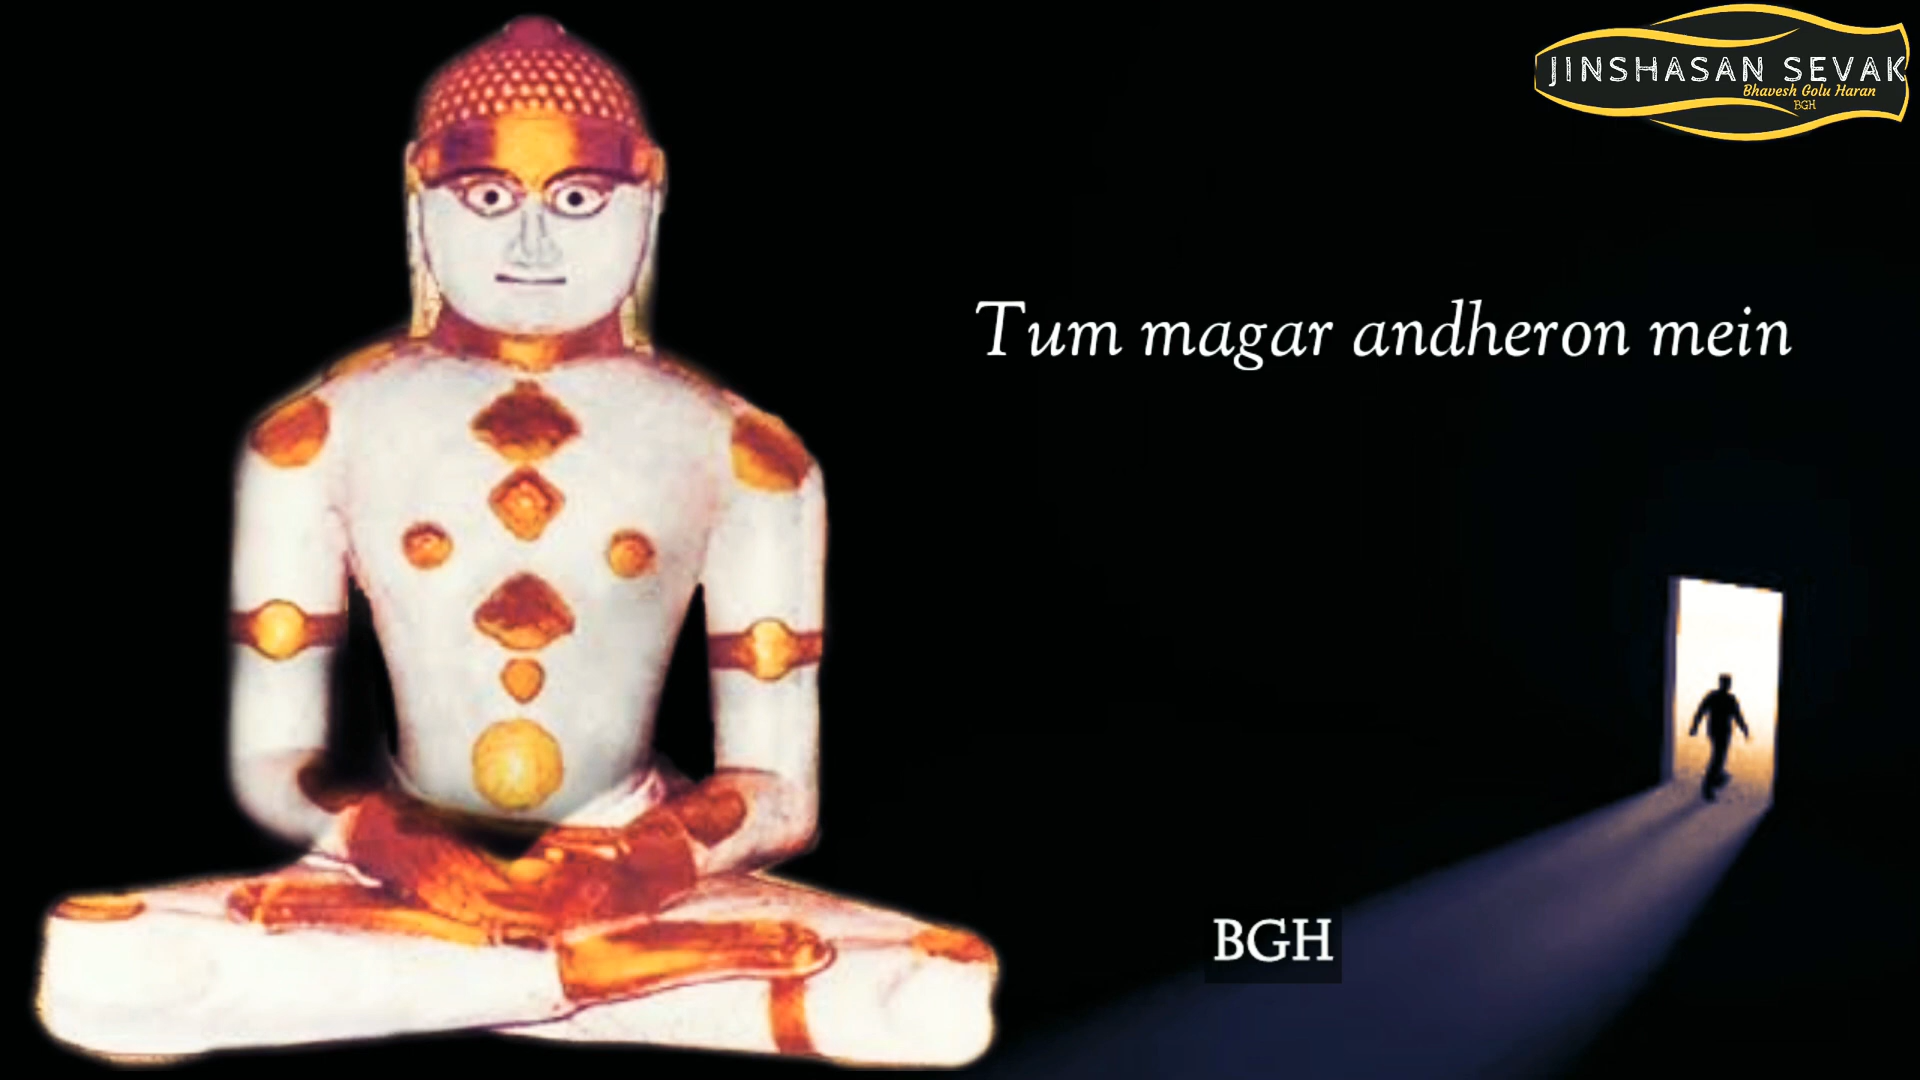 JINSHASAN SEVAK
Bhavesh Golu Haran
BGH
Tum magar andheron mein
BGH